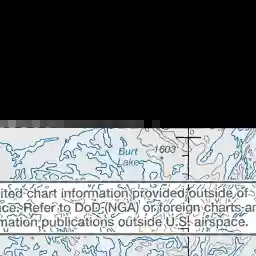 Burt
Lake
1603
ited chart information provided outside of
ce. Refer to DoD (NGA) or foreign charts an
mation publications outside U.S. airspace.